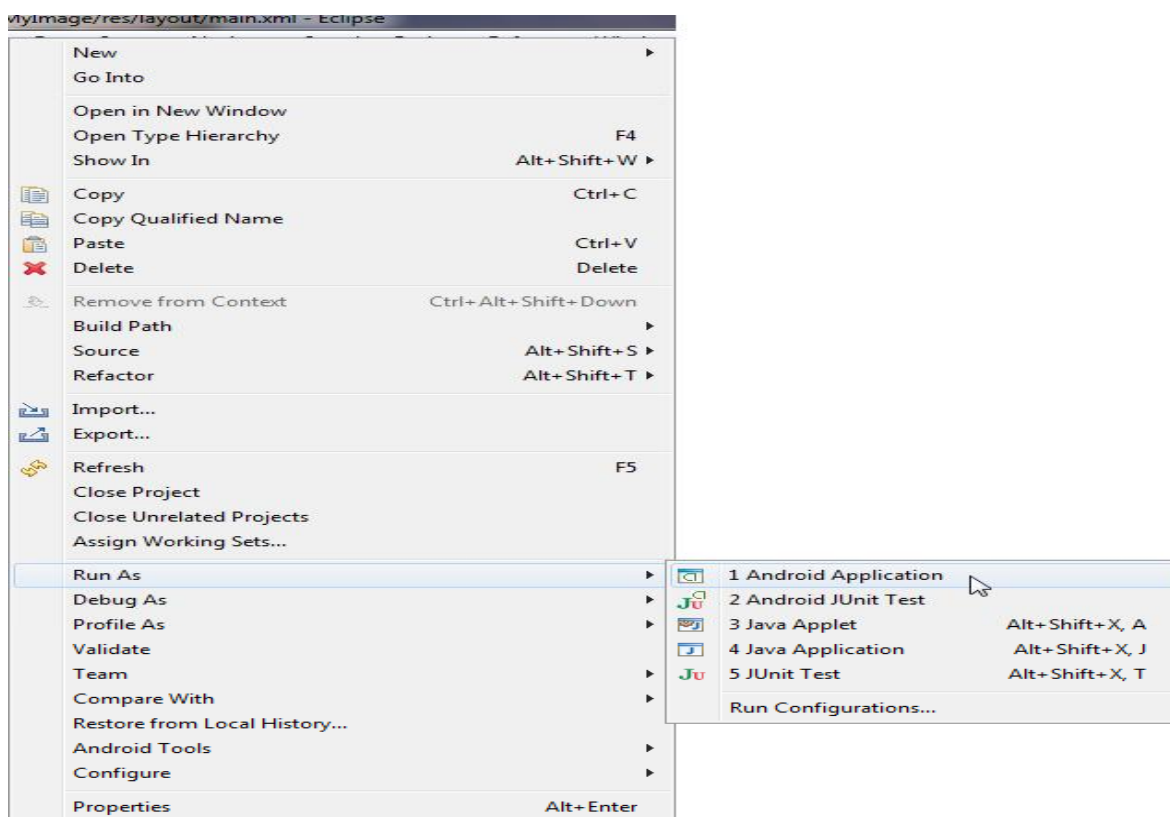 MyImage/res/layout/main.xml - Eclipse
New
Go Into
Open in New Window
Open Type Hierarchy F4
Show In Alt+Shift+W
Copy Ctrl+C
Copy Qualified Name
Paste Ctrl+V
Delete Delete
Remove from Context Ctrl+Alt+Shift+Down
Build Path
Source Alt+Shift+S
Refactor Alt+Shift+T
Import...
Export...
Refresh F5
Close Project
Close Unrelated Projects
Assign Working Sets...
Run As
Debug As
Profile As
Validate
Team
Compare With
Restore from Local History...
Android Tools
Configure
Properties Alt+Enter
1 Android Application
2 Android JUnit Test
3 Java Applet Alt+Shift+X, A
4 Java Application Alt+Shift+X, J
5 JUnit Test Alt+Shift+X, T
Run Configurations...